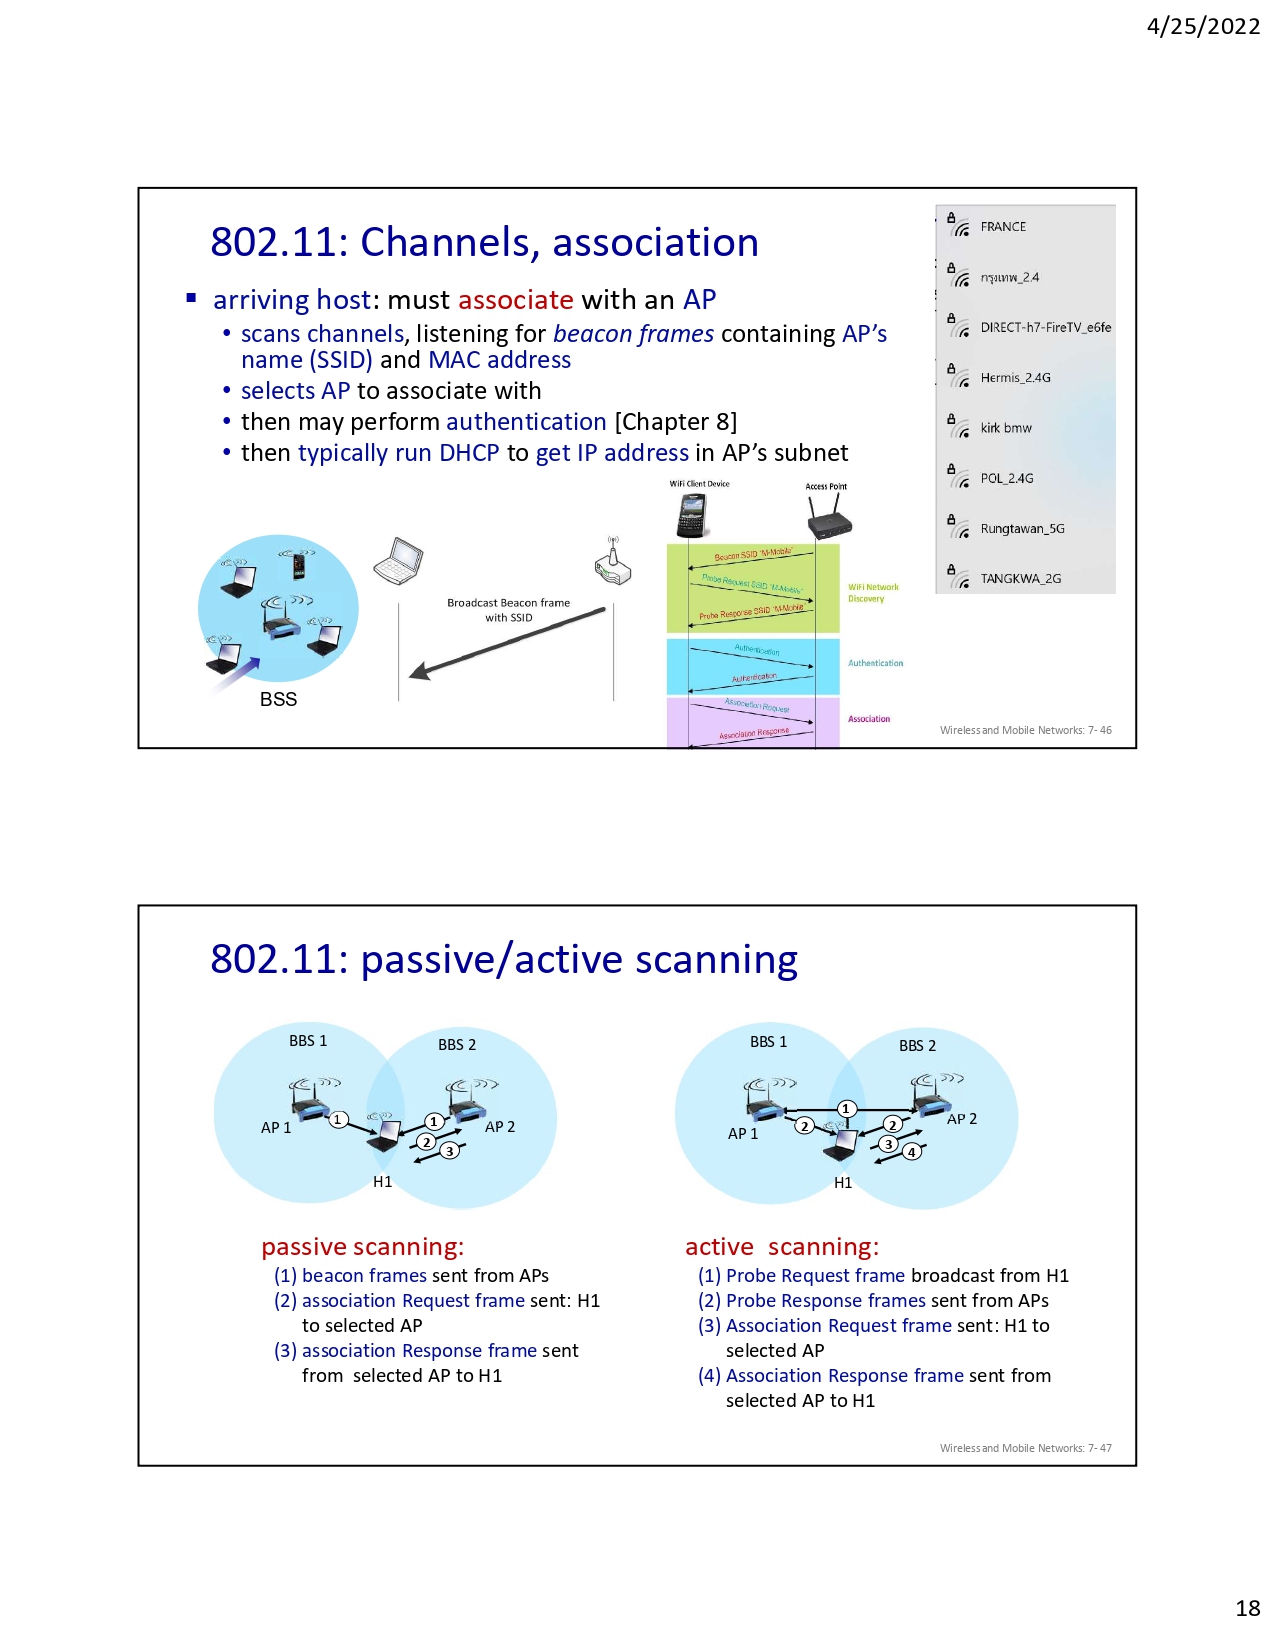 4/25/2022
802.11: Channels, association
▪ arriving host: must associate with an AP
• scans channels, listening for beacon frames containing AP’s
name (SSID) and MAC address
• selects AP to associate with
• then may perform authentication [Chapter 8]
• then typically run DHCP to get IP address in AP’s subnet
FRANCE
กรุงเทพ_2.4
DIRECT-h7-FireTV_e6fe
Hermis_2.4G
kirk bmw
POL_2.4G
Rungtawan_5G
TANGKWA_2G
BSS
Broadcast Beacon frame
with SSID
WiFi Client Device
Access Point
Beacon SSID “M-Mobile”
Probe Request SSID “M-Mobile”
Probe Response SSID “M-Mobile”
WiFi Network
Discovery
Authentication
Authentication
Authentication
Association Request
Association Response
Association
Wireless and Mobile Networks: 7- 46
802.11: passive/active scanning
BBS 1
BBS 2
AP 1
1
1
2
3
AP 2
H1
BBS 1
BBS 2
AP 1
1
2
2
3
4
AP 2
H1
passive scanning:
(1) beacon frames sent from APs
(2) association Request frame sent: H1
to selected AP
(3) association Response frame sent
from selected AP to H1
active scanning:
(1) Probe Request frame broadcast from H1
(2) Probe Response frames sent from APs
(3) Association Request frame sent: H1 to
selected AP
(4) Association Response frame sent from
selected AP to H1
Wireless and Mobile Networks: 7- 47
18